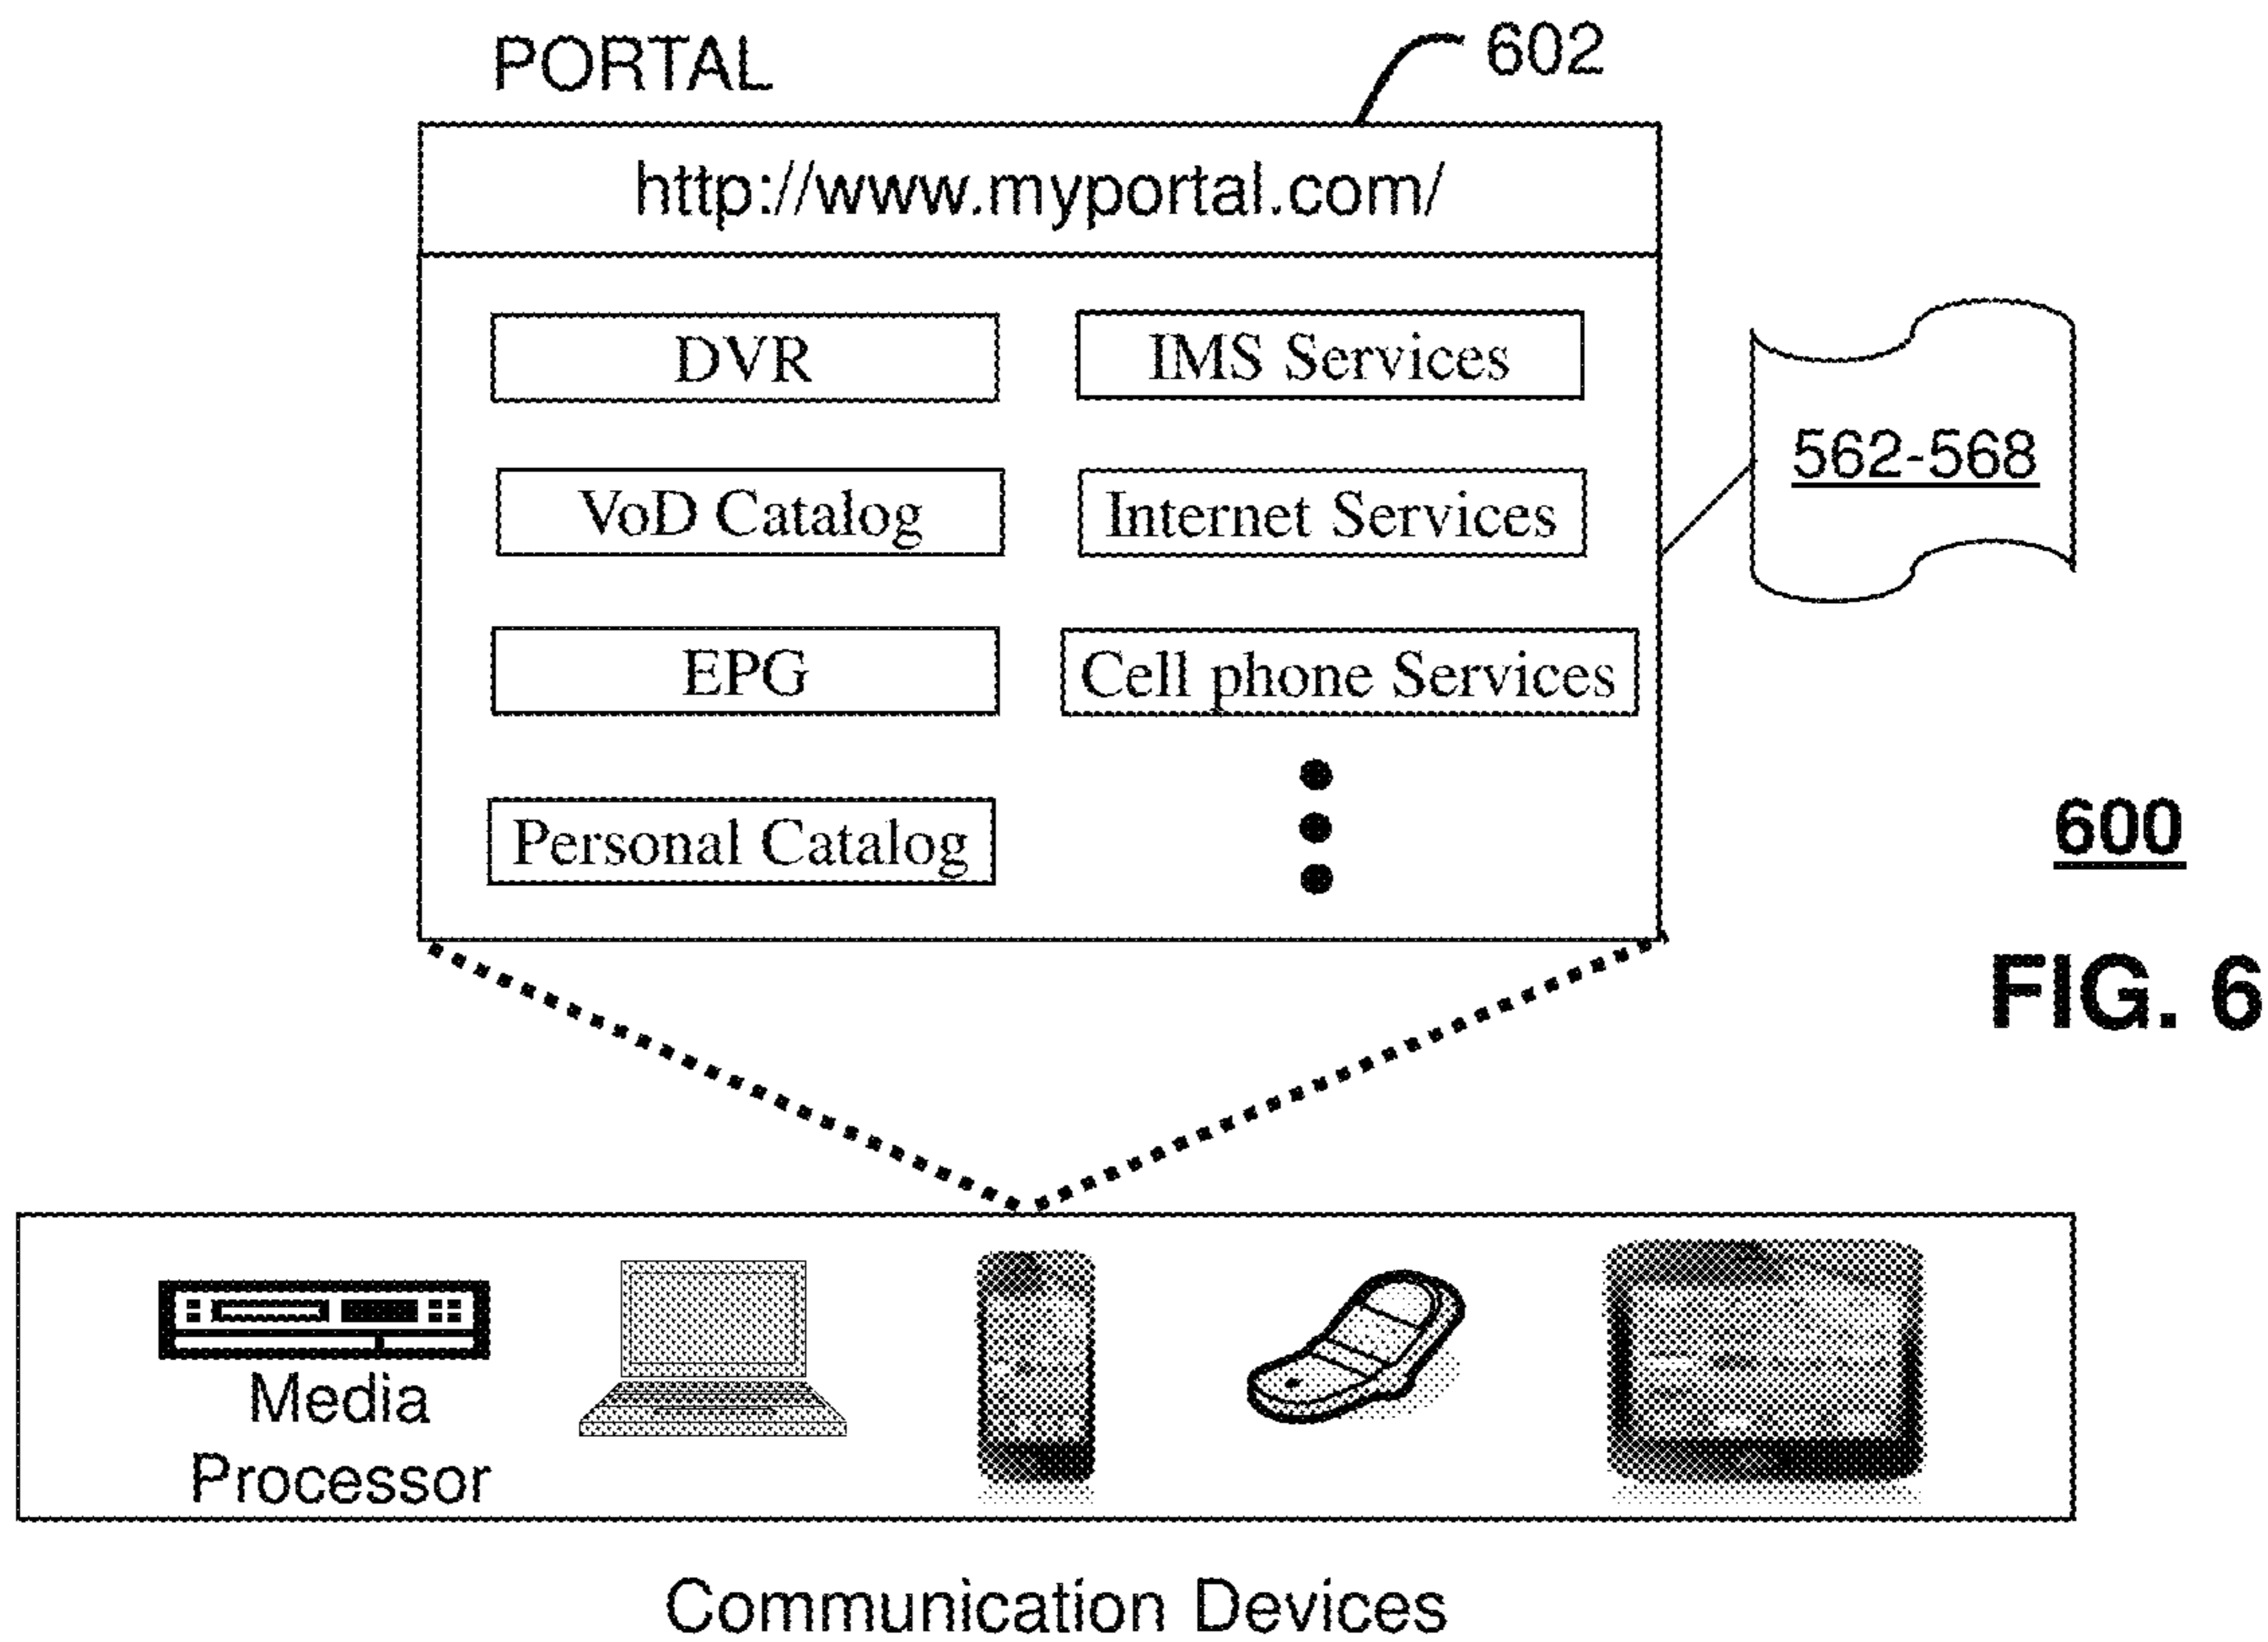 PORTAL
602
http://www.myportal.com/
DVR
IMS Services
562-568
VoD Catalog
Internet Services
EPG
Cell phone Services
Personal Catalog
600
FIG. 6
Media
Processor
Communication Devices